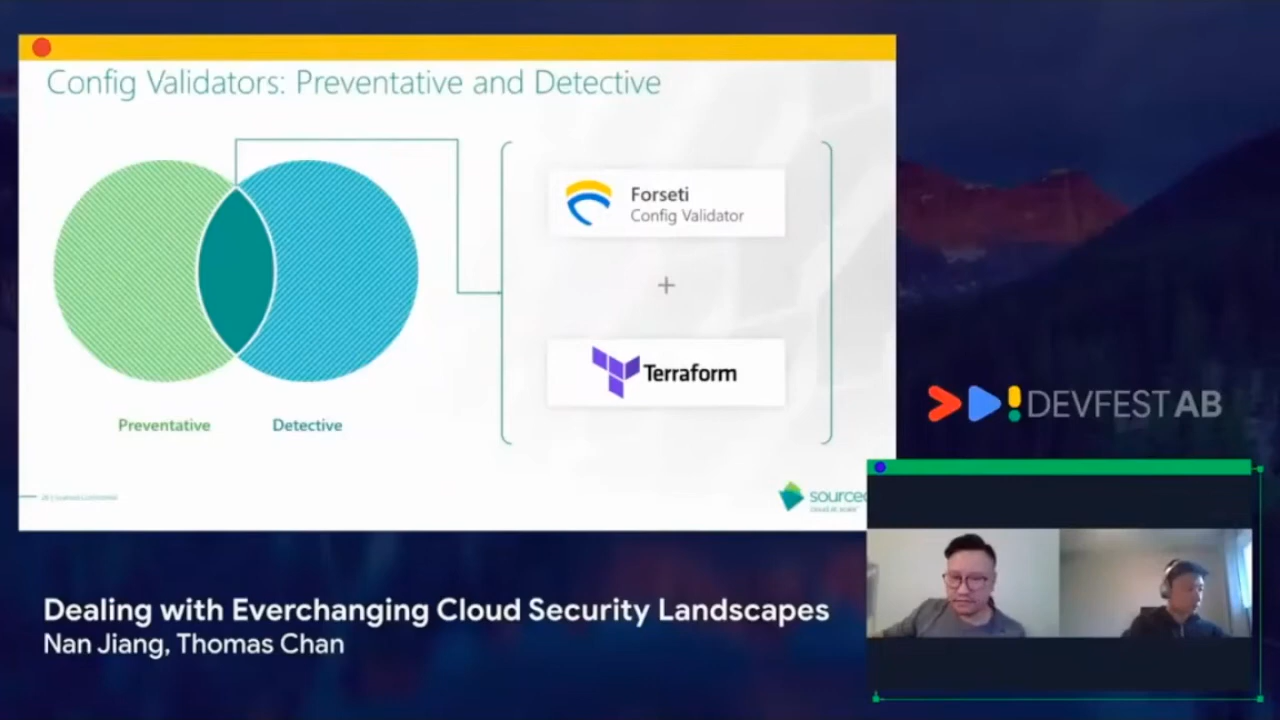 Config Validators: Preventative and Detective
Forseti
Config Validator
+
Terraform
Preventative
Detective
DEVFEST AB
sourced
Dealing with Everchanging Cloud Security Landscapes
Nan Jiang, Thomas Chan